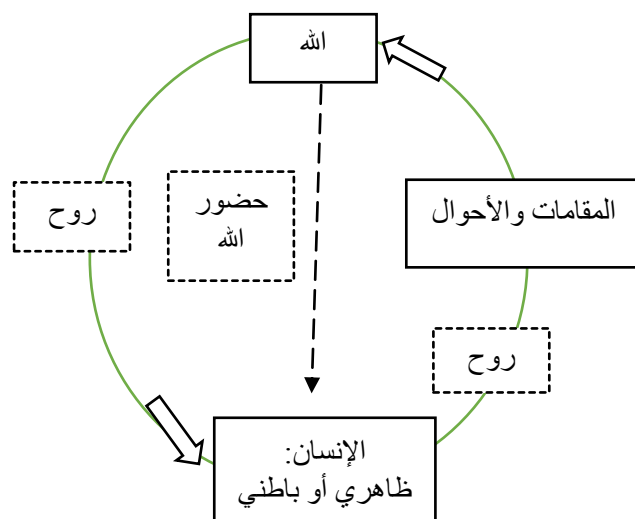 الله
روح
حضور
الله
المقامات والأحوال
روح
الإنسان:
ظاهري أو باطني